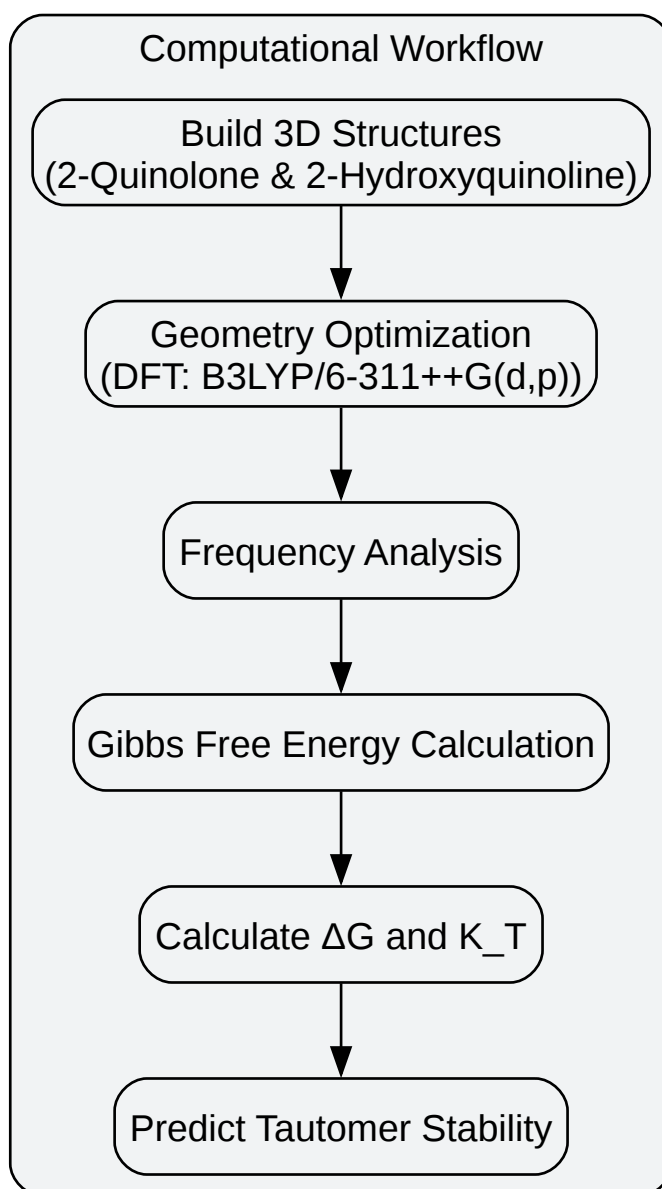 Computational Workflow
Build 3D Structures
(2-Quinolone & 2-Hydroxyquinoline)
Geometry Optimization
(DFT: B3LYP/6-311++G(d,p))
Frequency Analysis
Gibbs Free Energy Calculation
Calculate ΔG and K_T
Predict Tautomer Stability